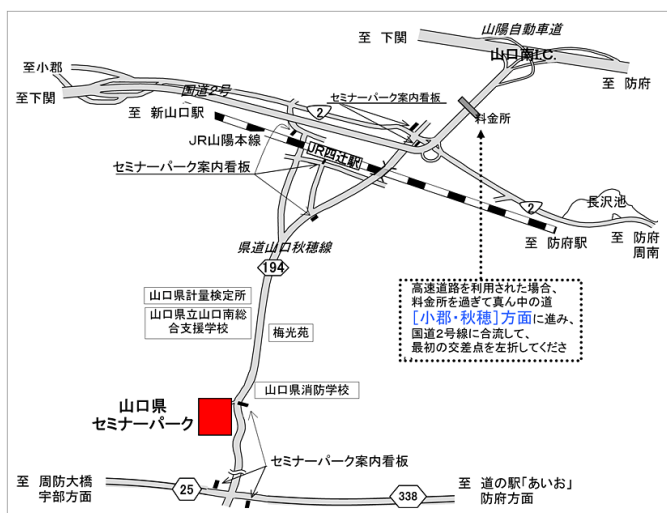 山陽自動車道
至 下関
山口南I.C.
至 防府
至小郡
至下関
国道2号
至 新山口駅
2
セミナーパーク案内看板
料金所
JR山陽本線
JR四辻駅
セミナーパーク案内看板
長沢池
2
至 防府駅
至 防府
周南
県道山口秋穂線
194
高速道路を利用された場合、
料金所を過ぎて真ん中の道
[小郡・秋穂]方面に進み、
国道2号線に合流して、
最初の交差点を左折してくださ
山口県計量検定所
山口県立山口南総
合支援学校
梅光苑
山口県消防学校
山口県
セミナーパーク
セミナーパーク案内看板
至 周防大橋
宇部方面
25
338
至 道の駅「あいお」
防府方面